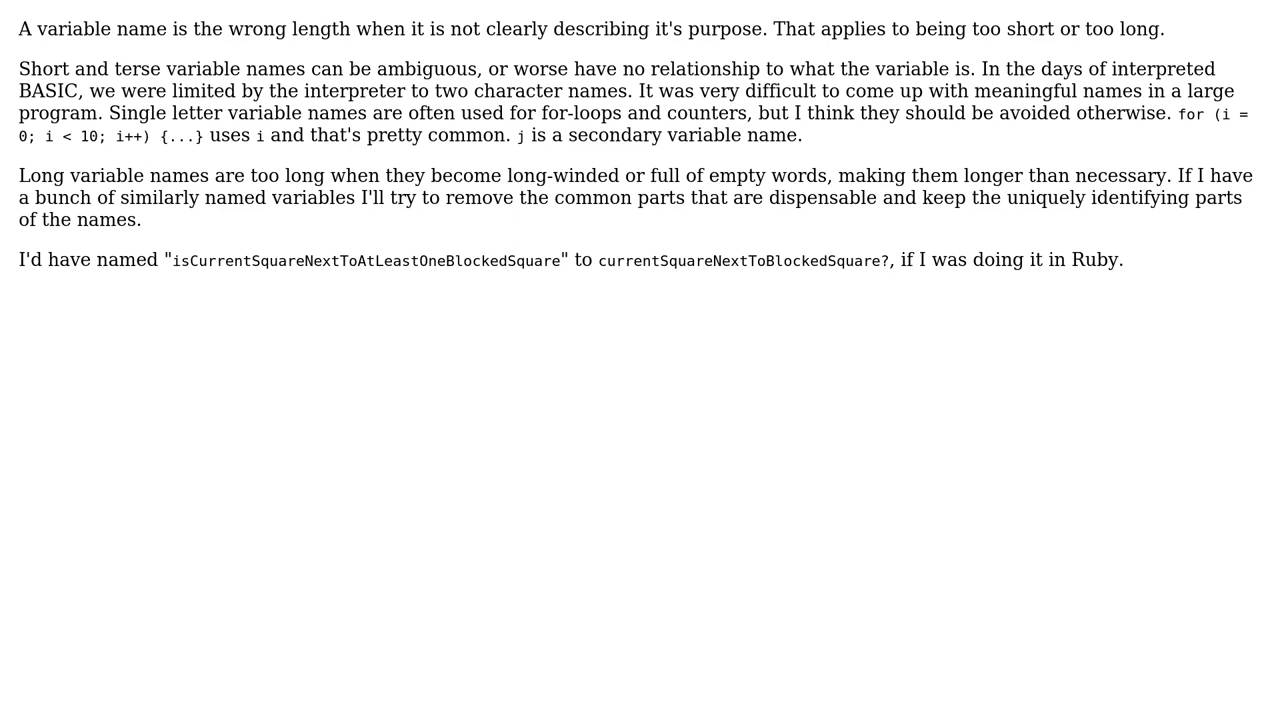 A variable name is the wrong length when it is not clearly describing it's purpose. That applies to being too short or too long.
Short and terse variable names can be ambiguous, or worse have no relationship to what the variable is. In the days of interpreted
BASIC, we were limited by the interpreter to two character names. It was very difficult to come up with meaningful names in a large
program. Single letter variable names are often used for for-loops and counters, but I think they should be avoided otherwise. for (i =
0; i < 10; i++) {...} uses i and that's pretty common. j is a secondary variable name.
Long variable names are too long when they become long-winded or full of empty words, making them longer than necessary. If I have
a bunch of similarly named variables I'll try to remove the common parts that are dispensable and keep the uniquely identifying parts
of the names.
I'd have named "isCurrentSquareNextToAtLeastOneBlockedSquare" to currentSquareNextToBlockedSquare?, if I was doing it in Ruby.